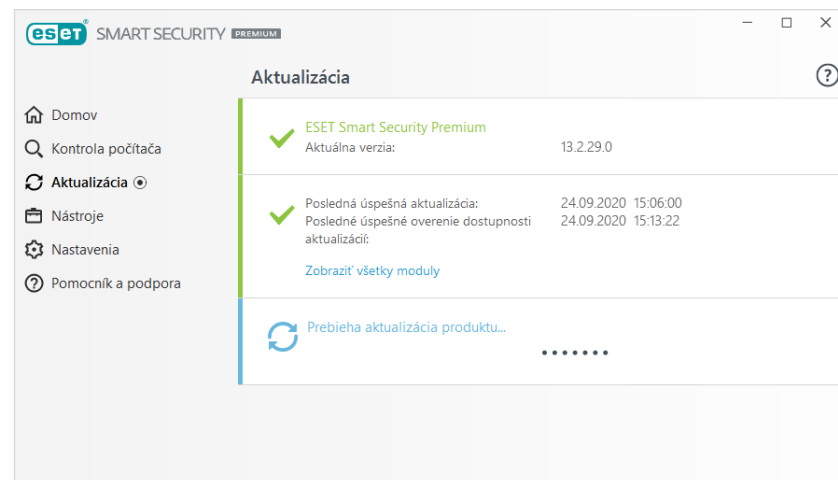 eset SMART SECURITY PREMIUM
Aktualizácia
Domov
Kontrola počítača
Aktualizácia
Nástroje
Nastavenia
Pomocník a podpora
ESET Smart Security Premium
Aktuálna verzia: 13.2.29.0
Posledná úspešná aktualizácia: 24.09.2020 15:06:00
Posledné úspešné overenie dostupnosti 24.09.2020 15:13:22
aktualizácií:
Zobraziť všetky moduly
Prebieha aktualizácia produktu...